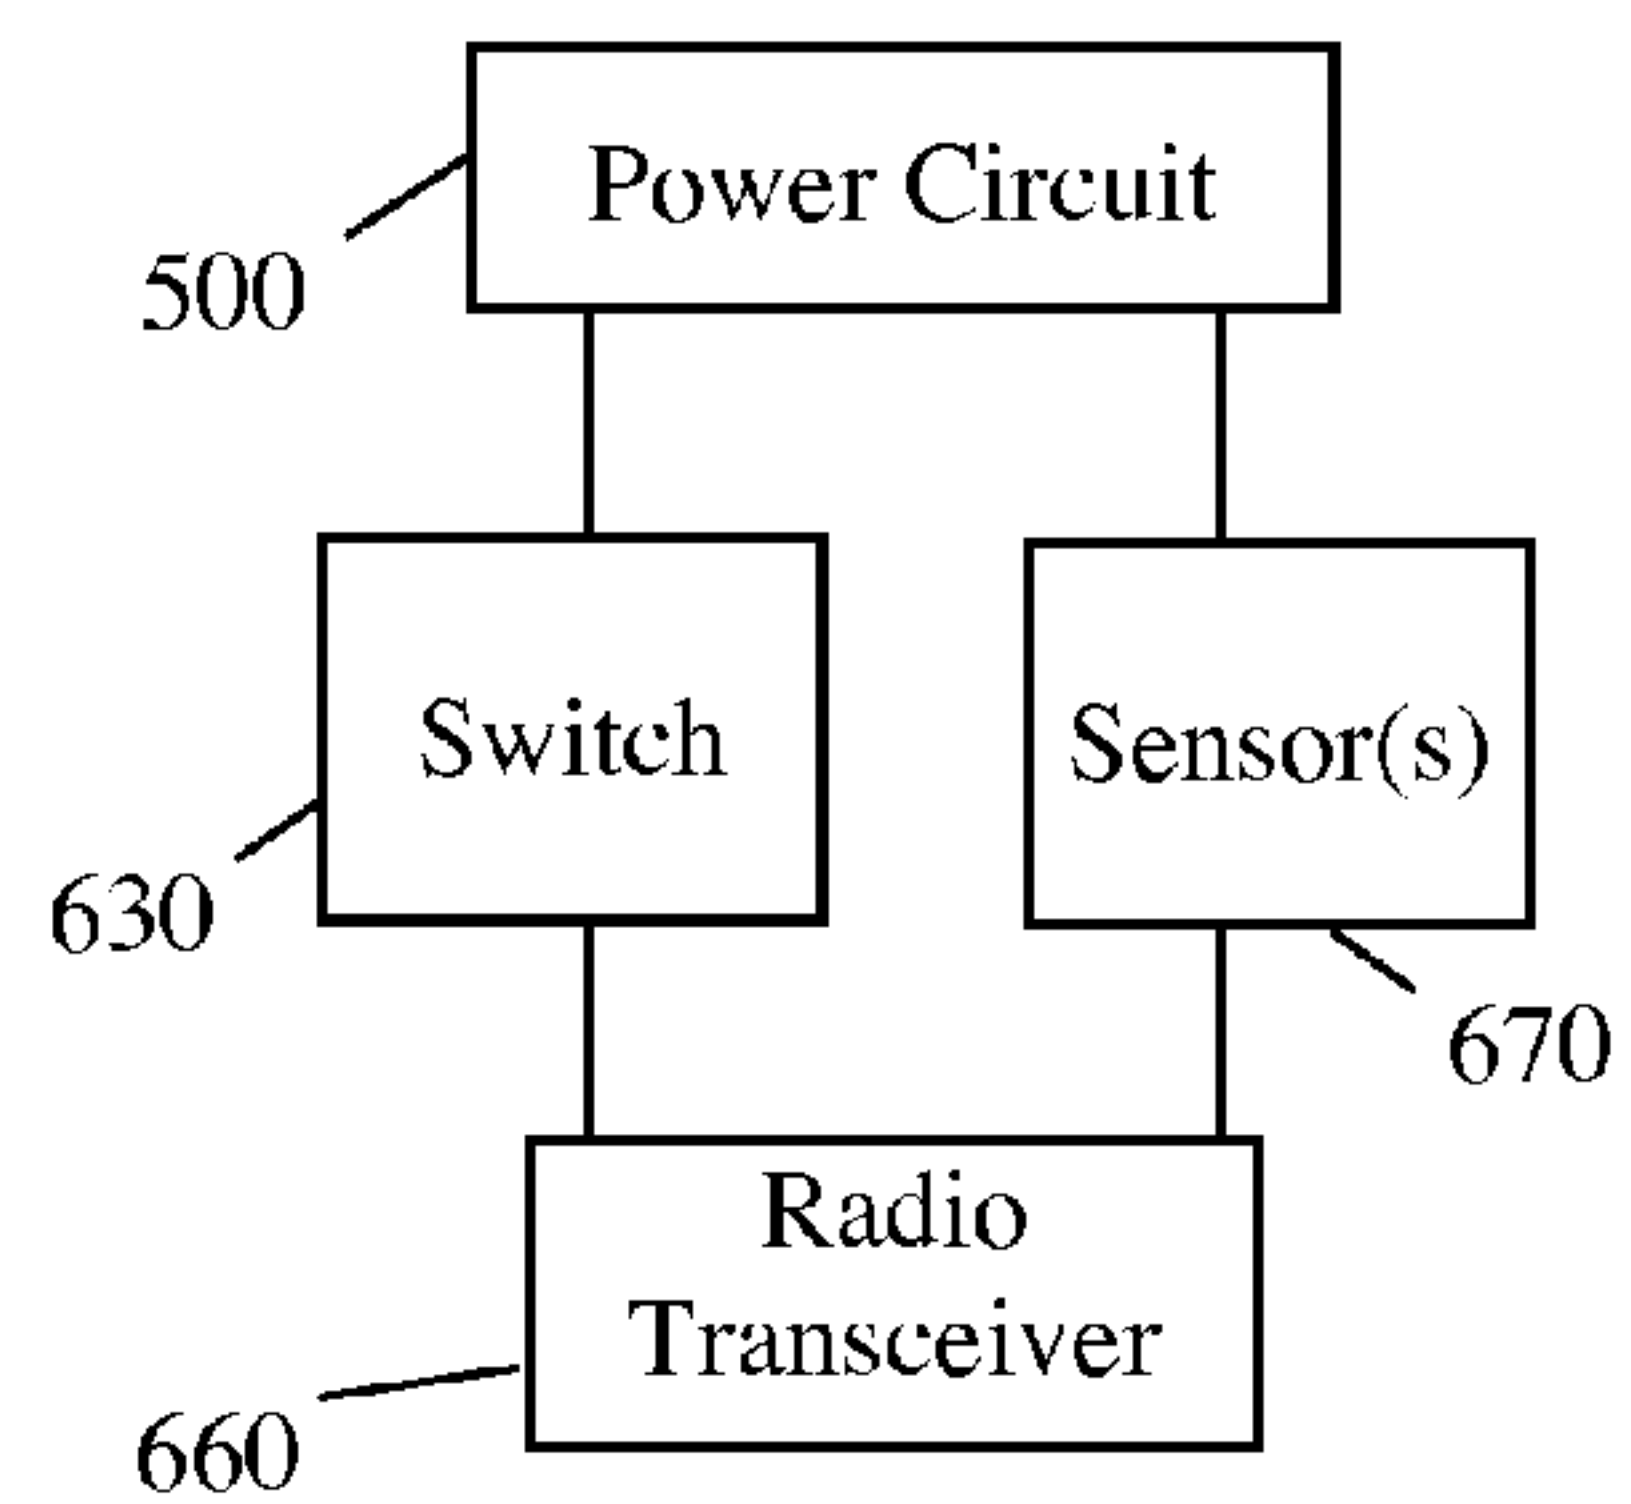 Power Circuit
500
Switch
Sensor(s)
630
670
Radio
Transceiver
660